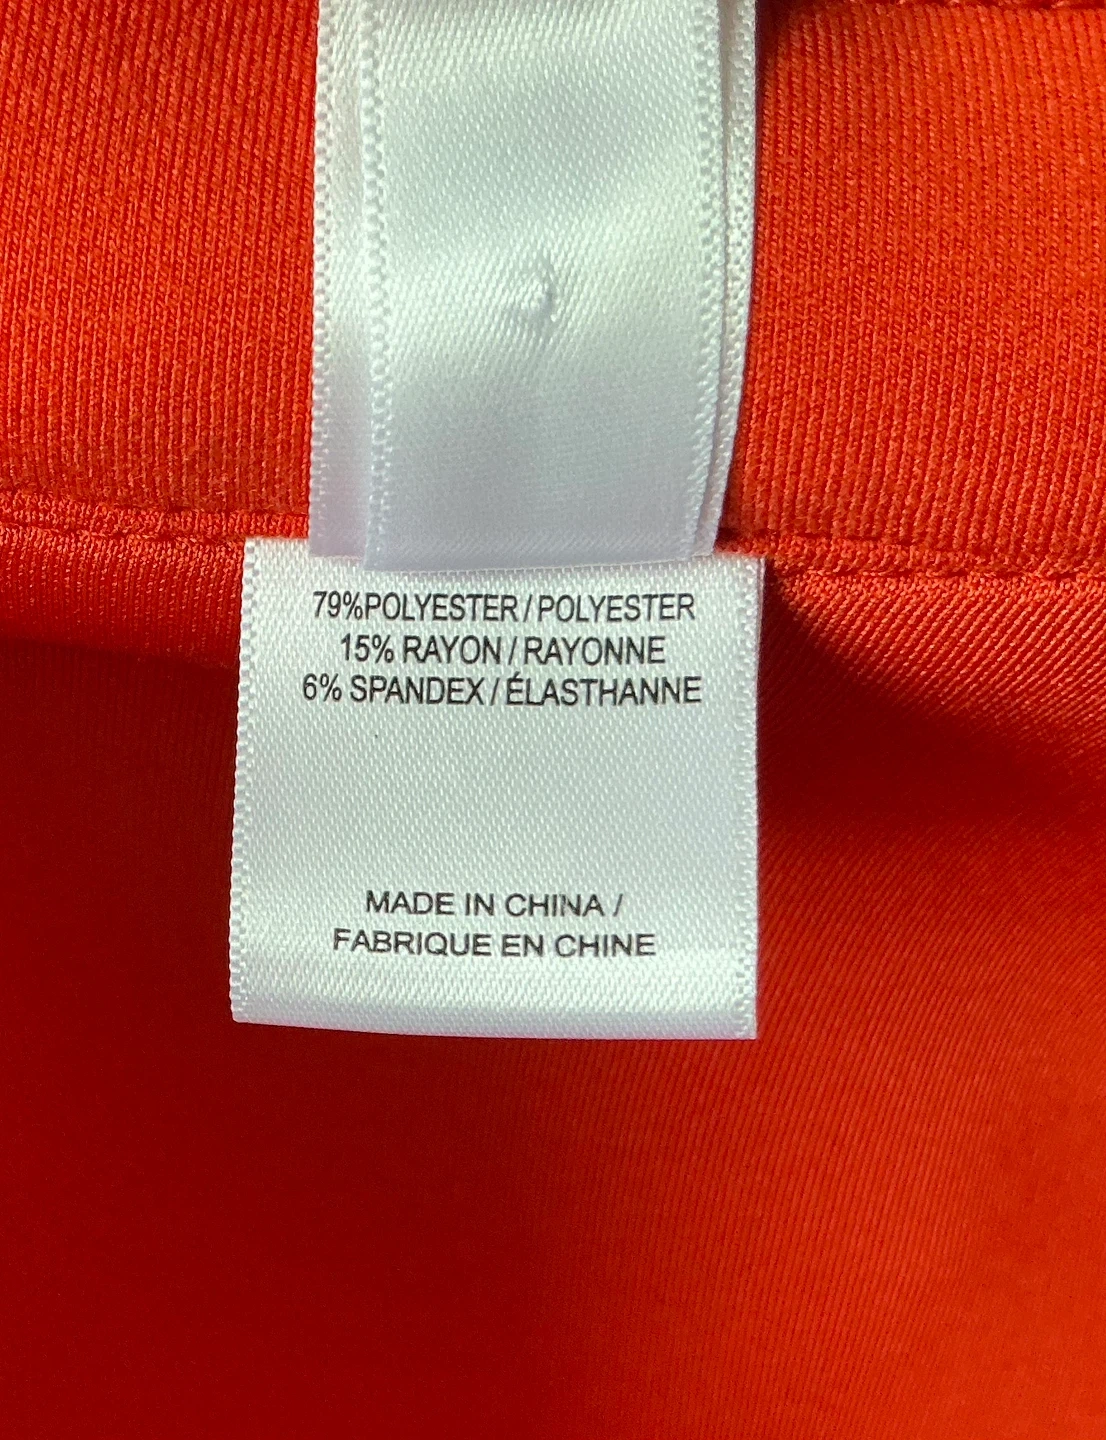 79%POLYESTER/POLYESTER
15% RAYON/RAYONNE
6% SPANDEX/ÉLASTHANNE
MADE IN CHINA /
FABRIQUE EN CHINE